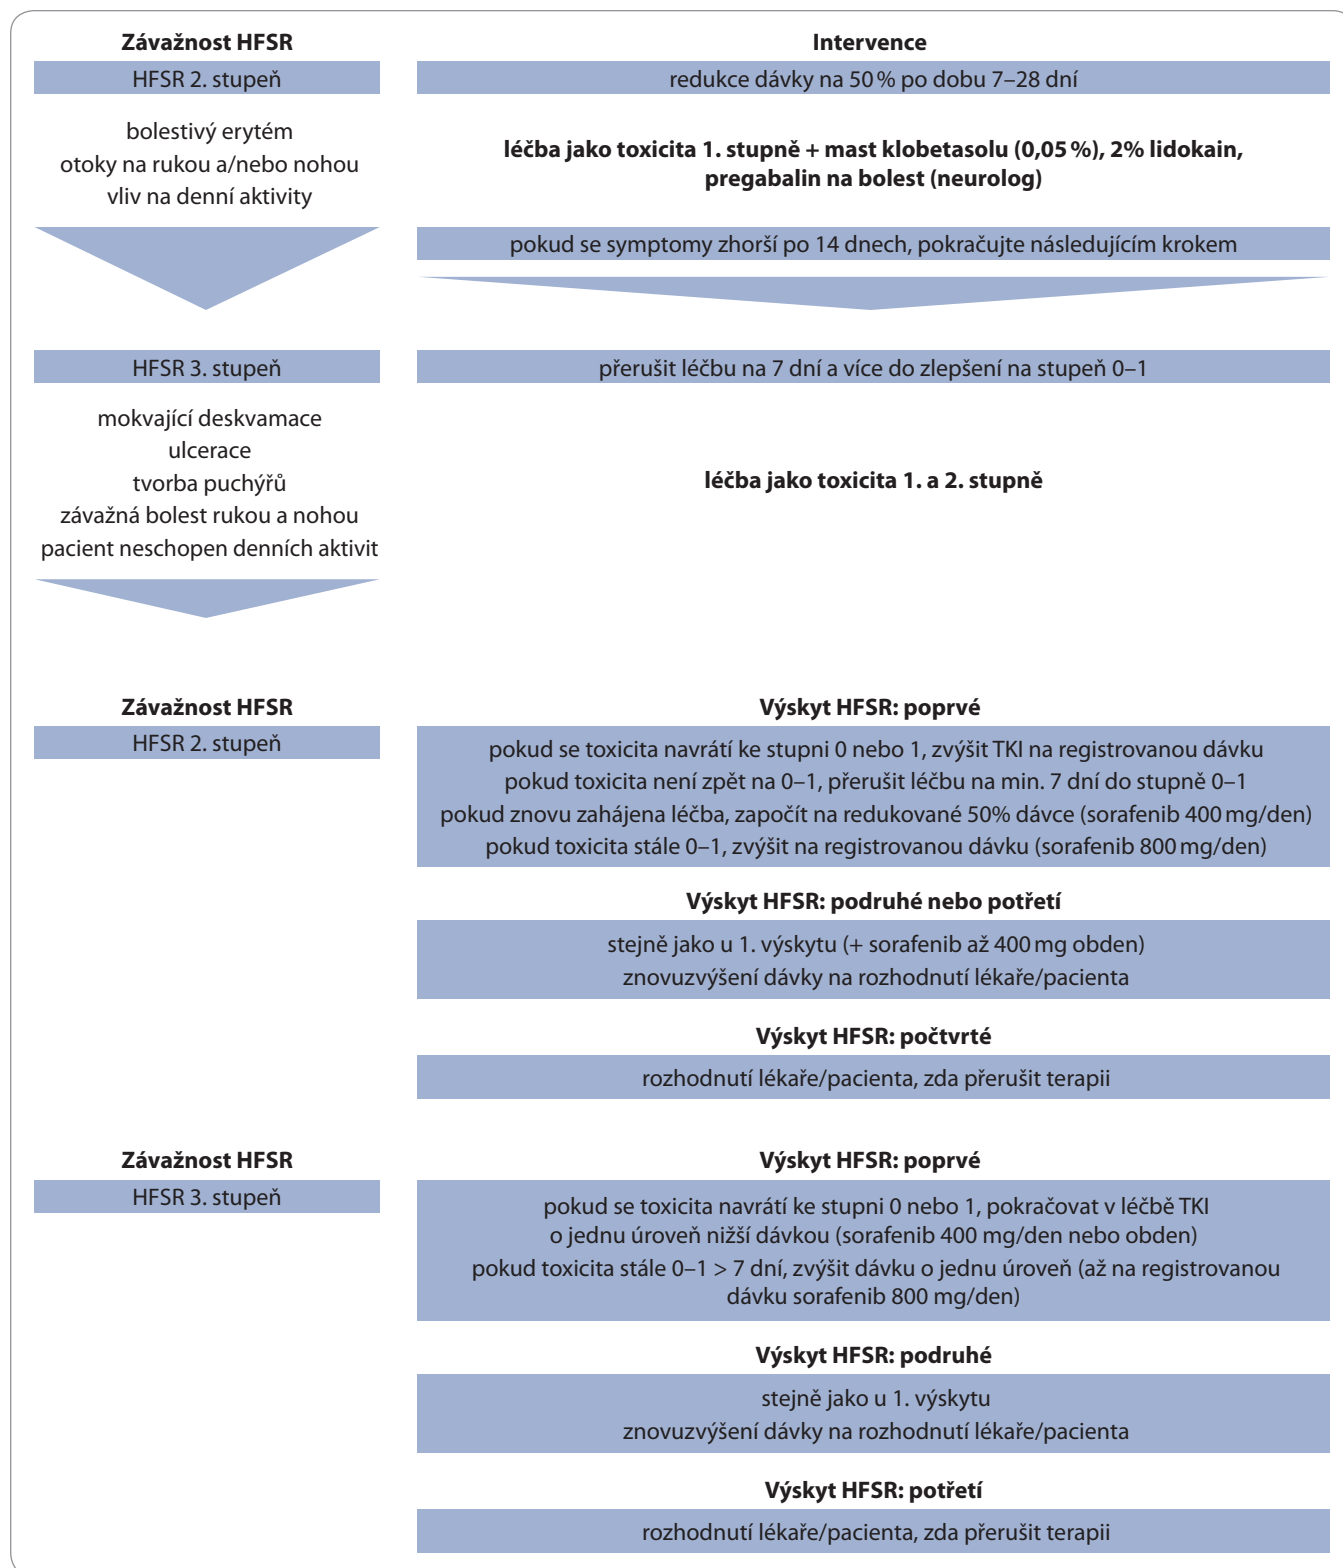 Závažnost HFSR
Intervence
HFSR 2. stupeň
redukce dávky na 50 % po dobu 7–28 dní
bolestivý erytém
otoky na rukou a/nebo nohou
vliv na denní aktivity
léčba jako toxicita 1. stupně + mast klobetasolu (0,05 %), 2% lidokain,
pregabalin na bolest (neurolog)
pokud se symptomy zhorší po 14 dnech, pokračujte následujícím krokem
HFSR 3. stupeň
přerušit léčbu na 7 dní a více do zlepšení na stupeň 0–1
mokvající deskvamace
ulcerace
tvorba puchýřů
závažná bolest rukou a nohou
pacient neschopen denních aktivit
léčba jako toxicita 1. a 2. stupně
Závažnost HFSR
Výskyt HFSR: poprvé
HFSR 2. stupeň
pokud se toxicita navrátí ke stupni 0 nebo 1, zvýšit TKI na registrovanou dávku
pokud toxicita není zpět na 0–1, přerušit léčbu na min. 7 dní do stupně 0–1
pokud znovu zahájena léčba, započít na redukované 50% dávce (sorafenib 400 mg/den)
pokud toxicita stále 0–1, zvýšit na registrovanou dávku (sorafenib 800 mg/den)
Výskyt HFSR: podruhé nebo potřetí
stejně jako u 1. výskytu (+ sorafenib až 400 mg obden)
znovuzvýšení dávky na rozhodnutí lékaře/pacienta
Výskyt HFSR: počtvrté
rozhodnutí lékaře/pacienta, zda přerušit terapii
Závažnost HFSR
Výskyt HFSR: poprvé
HFSR 3. stupeň
pokud se toxicita navrátí ke stupni 0 nebo 1, pokračovat v léčbě TKI
o jednu úroveň nižší dávkou (sorafenib 400 mg/den nebo obden)
pokud toxicita stále 0–1 > 7 dní, zvýšit dávku o jednu úroveň (až na registrovanou
dávku sorafenib 800 mg/den)
Výskyt HFSR: podruhé
stejně jako u 1. výskytu
znovuzvýšení dávky na rozhodnutí lékaře/pacienta
Výskyt HFSR: potřetí
rozhodnutí lékaře/pacienta, zda přerušit terapii